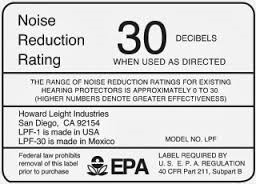 Noise
Reduction
Rating
30 DECIBELS
WHEN USED AS DIRECTED
THE RANGE OF NOISE REDUCTION RATINGS FOR EXISTING
HEARING PROTECTORS IS APPROXIMATELY 0 TO 30
(HIGHER NUMBERS DENOTE GREATER EFFECTIVENESS)
Howard Leight Industries
San Diego, CA 92154
LPF-1 is made in USA
LPF-30 is made in Mexico
MODEL NO. LPF
Federal law prohibits
removal of this label
prior to
purchase
EPA
LABEL REQUIRED BY
U. S. E. P. A. REGULATION
40 CFR Part 211, Subpart B